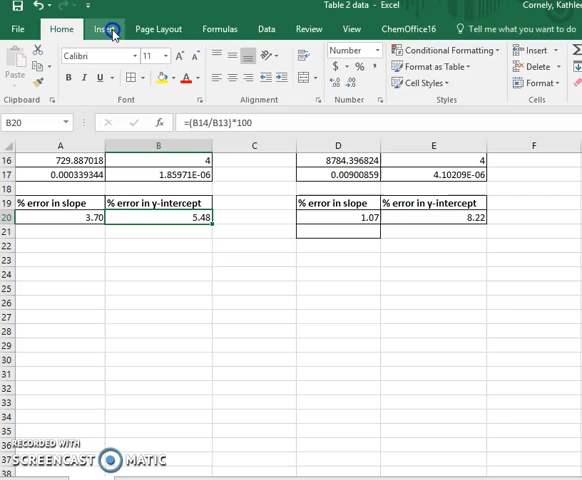 Table 2 data - Excel
Cornely, Kathlee
File Home Insert Page Layout Formulas Data Review View ChemOffice16 Tell me what you want to do
Paste
Calibri 11 A A
B I U A
Number
$ % ,
Conditional Formatting
Format as Table
Cell Styles
Insert
Delete
Format
Clipboard Font Alignment Number Styles Cells
B20 fx =(B14/B13)*100
A B C D E F
16 729.887018 4 8784.396824 4
17 0.000339344 1.85971E-06 0.00900859 4.10209E-06
18
19 % error in slope % error in y-intercept % error in slope % error in y-intercept
20 3.70 5.48 1.07 8.22
21
22
23
24
25
26
27
28
29
30
31
32
33
34
35
36
37
38
RECORDED WITH
SCREENCAST MATIC